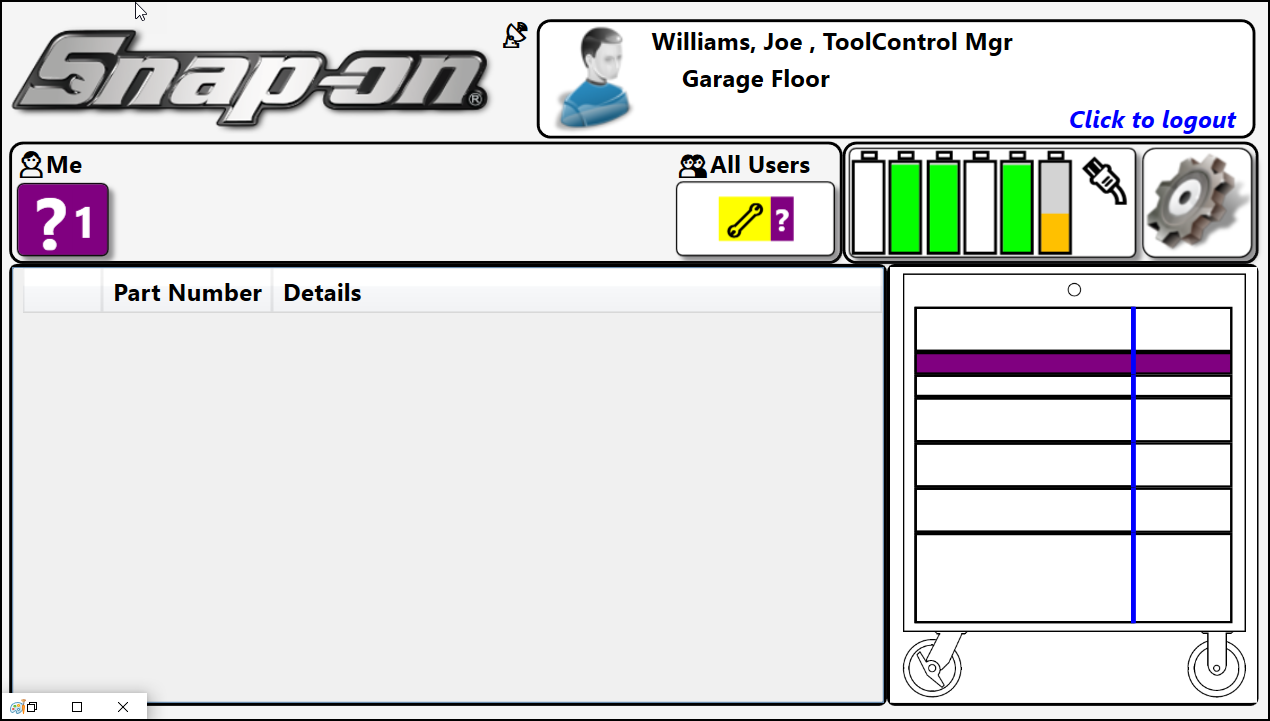 Snap-on®
Williams, Joe , ToolControl Mgr
Garage Floor
Click to logout
Me
All Users
? 1
?
Part Number
Details